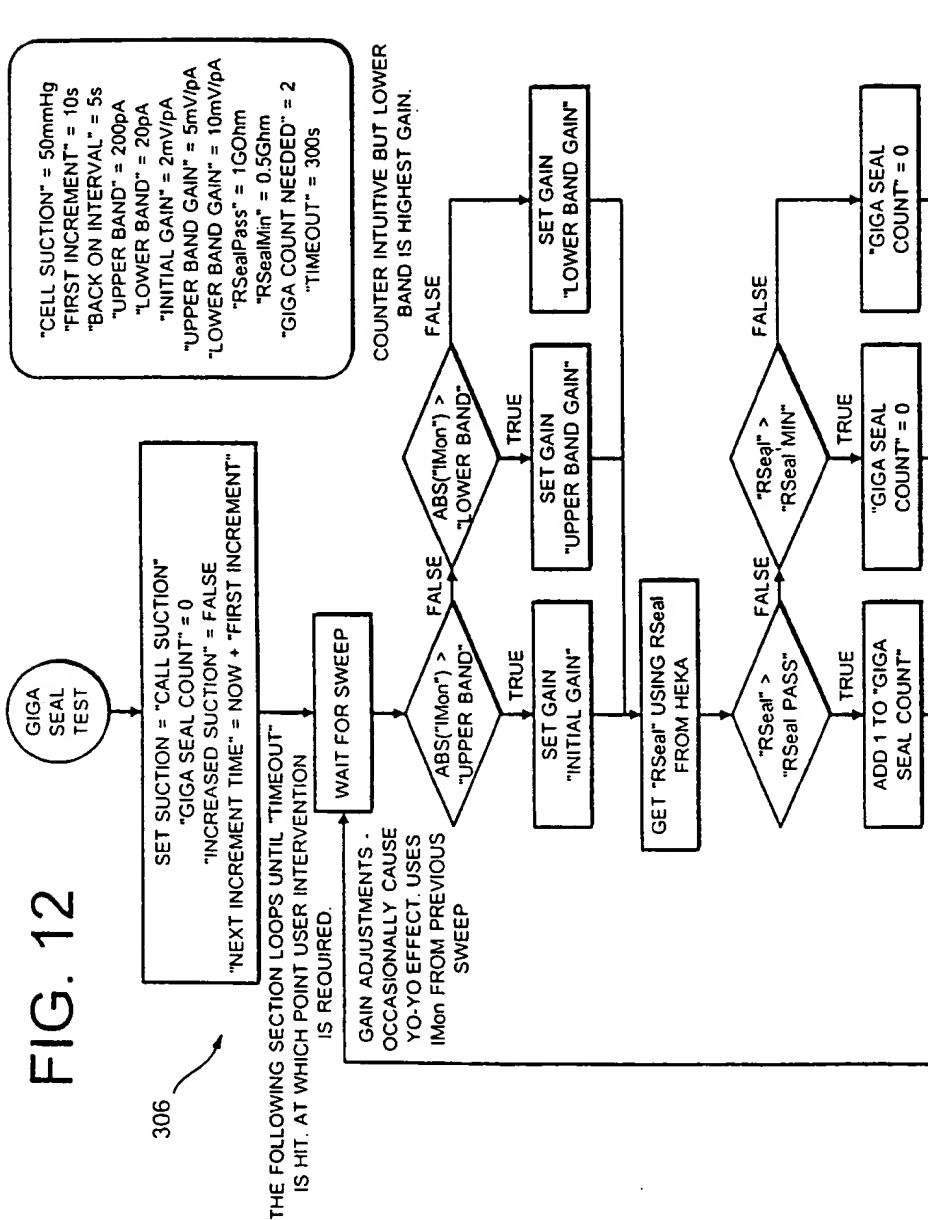 FIG. 12
306
GIGA
SEAL
TEST
"CELL SUCTION" = 50mmHg
"FIRST INCREMENT" = 10s
"BACK ON INTERVAL" = 5s
"UPPER BAND" = 200pA
"LOWER BAND" = 20pA
"INITIAL GAIN" = 2mV/pA
"UPPER BAND GAIN" = 5mV/pA
"LOWER BAND GAIN" = 10mV/pA
"RSealPass" = 1GOhm
"RSealMin" = 0.5Ghm
"GIGA COUNT NEEDED" = 2
"TIMEOUT" = 300s
SET SUCTION = "CALL SUCTION"
"GIGA SEAL COUNT" = 0
"INCREASED SUCTION" = FALSE
"NEXT INCREMENT TIME" = NOW + "FIRST INCREMENT"
THE FOLLOWING SECTION LOOPS UNTIL "TIMEOUT"
IS HIT. AT WHICH POINT USER INTERVENTION
IS REQUIRED.
WAIT FOR SWEEP
GAIN ADJUSTMENTS -
OCCASIONALLY CAUSE
YO-YO EFFECT. USES
IMon FROM PREVIOUS
SWEEP
COUNTER INTUITIVE BUT LOWER
BAND IS HIGHEST GAIN.
ABS("IMon") >
"UPPER BAND"
FALSE
ABS("IMon") >
"LOWER BAND"
FALSE
TRUE
TRUE
SET GAIN
"INITIAL GAIN"
SET GAIN
"UPPER BAND GAIN"
SET GAIN
"LOWER BAND GAIN"
GET "RSeal" USING RSeal
FROM HEKA
"RSeal" >
"RSeal PASS"
FALSE
"RSeal" >
"RSeal MIN"
FALSE
TRUE
TRUE
ADD 1 TO "GIGA
SEAL COUNT"
"GIGA SEAL
COUNT" = 0
"GIGA SEAL
COUNT" = 0